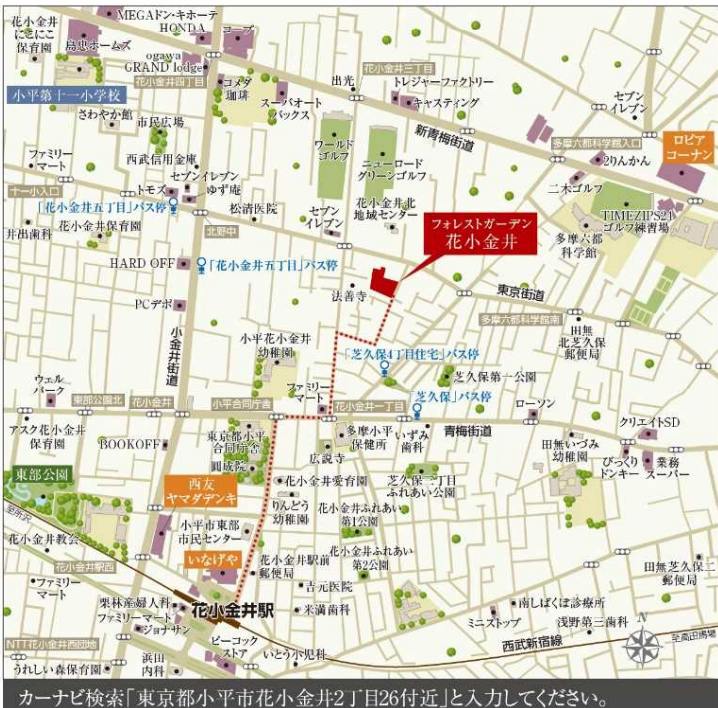 MEGAドン・キホーテ
HONDA
コープ
花小金井
にこにこ
保育園
島忠ホームズ
ogawa
GRAND lodge
花小金井四丁目
コメダ
珈琲
スーパーオート
バックス
出光
花小金井三丁目
トレジャーファクトリー
キャスティング
新青梅街道
セブン
イレブン
小平第十一小学校
さわやか館
市民広場
ファミリー
マート
西武信用金庫
セブンイレブン
トモズ
ゆず庵
十一小入口
「花小金井五丁目」バス停
井出歯科
花小金井保育園
松清医院
北野中
ワールド
ゴルフ
ニューロード
グリーンゴルフ
セブン
イレブン
花小金井北
地域センター
多摩六都科学館入口
2りんかん
ロピア
コーナン
二木ゴルフ
TIMEZIPS24
ゴルフ練習場
多摩六都
科学館
フォレストガーデン
花小金井
HARD OFF
「花小金井五丁目」バス停
PCデポ
法善寺
東京街道
多摩六都科学館南
田無
北芝久保
郵便局
小金井街道
小平花小金井
幼稚園
「芝久保4丁目住宅」バス停
芝久保第一公園
ウェル
パーク
東部公園北
花小金井
小平合同庁舎
ファミリー
マート
花小金井一丁目
「芝久保」バス停
ローソン
クリエイトSD
アスク花小金井
保育園
BOOKOFF
東京都小平
合同庁舎
圓成院
多摩小平
保健所
いずみ
歯科
広説寺
青梅街道
田無いづみ
幼稚園
びっくり
ドンキー
業務
スーパー
東部公園
西友
ヤマダデンキ
花小金井愛育園
りんどう
幼稚園
芝久保二丁目
ふれあい公園
花小金井ふれあい
第1公園
至所沢
花小金井教会
小平市東部
市民センター
花小金井駅西
いなげや
花小金井駅前
郵便局
花小金井ふれあい
第2公園
田無芝久保二
郵便局
ファミリー
マート
栗林産婦人科
ファミリーマート
ジョナサン
花小金井駅
吉元医院
米満歯科
南しばくぼ診療所
ミニストップ
浅野第三歯科
N
NTT花小金井西団地
うれしい森保育園
浜田
内科
ピーコック
ストア
いとう小児科
西武新宿線
至高田馬場
カーナビ検索「東京都小平市花小金井2丁目26付近」と入力してください。